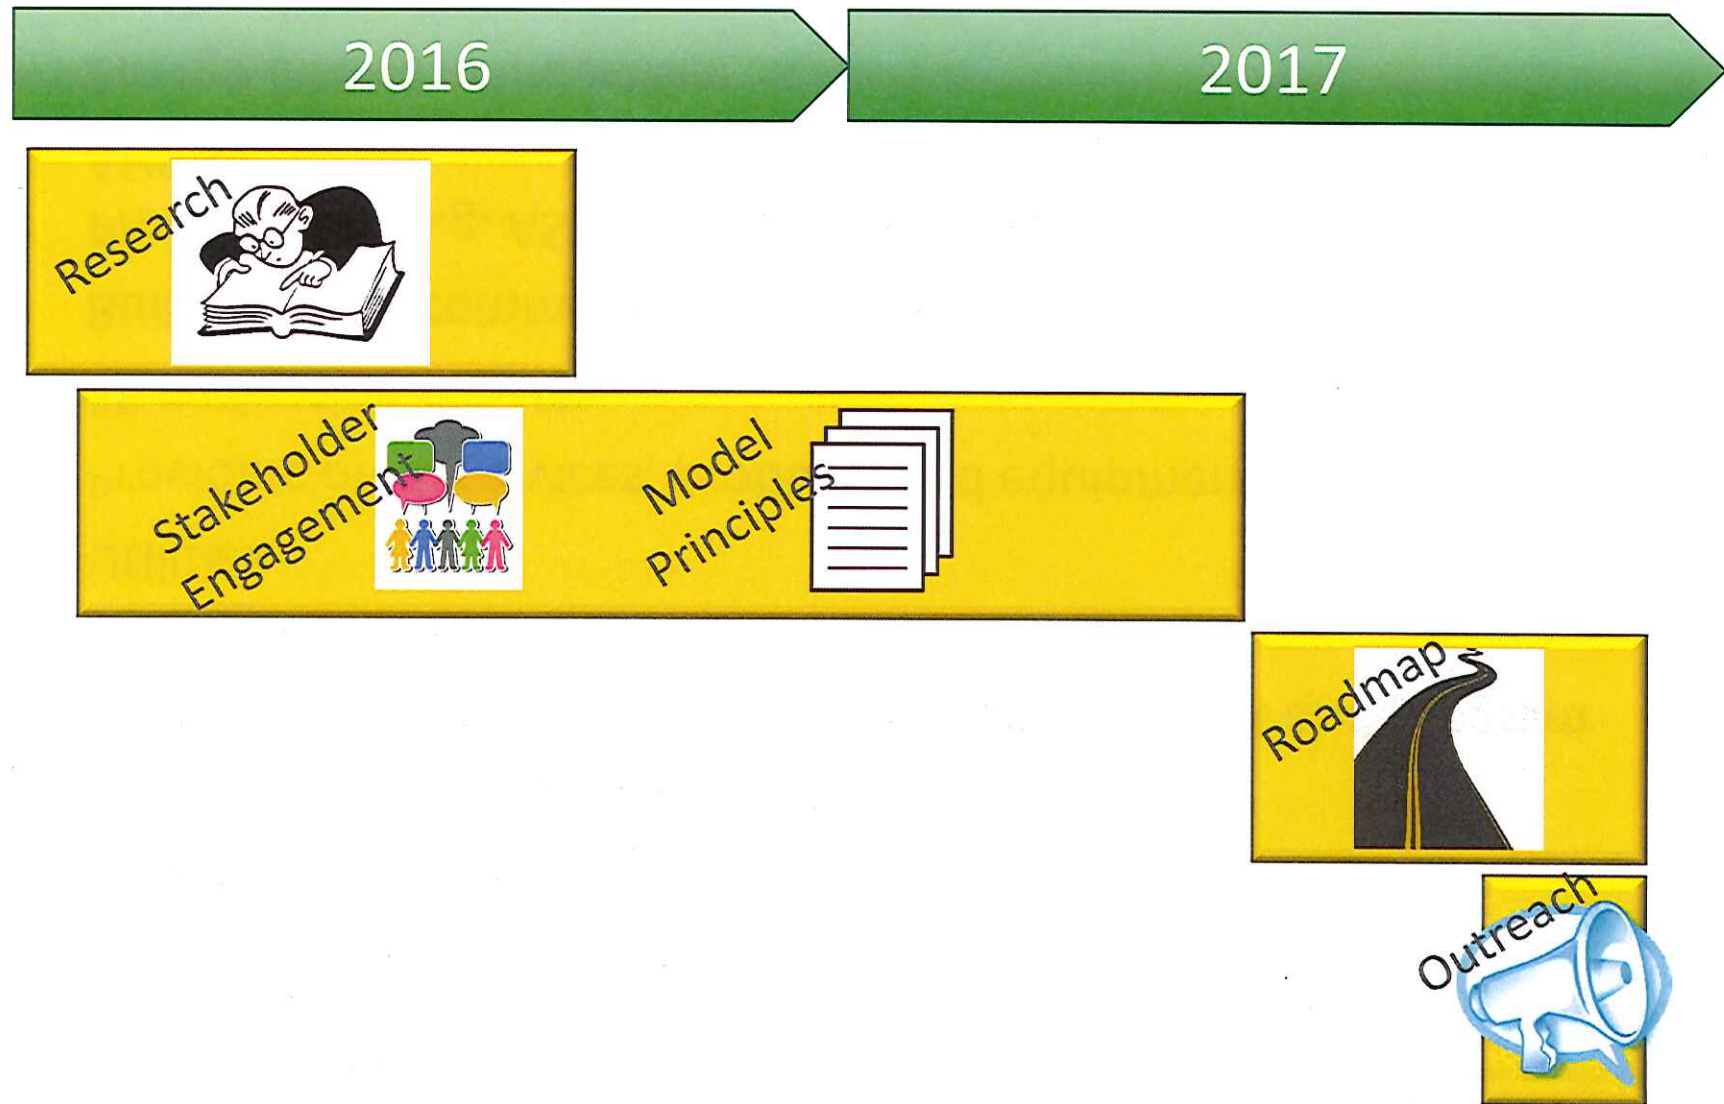 2016
2017
Research
Stakeholder
Engagement
Model
Principles
Roadmap
Outreach